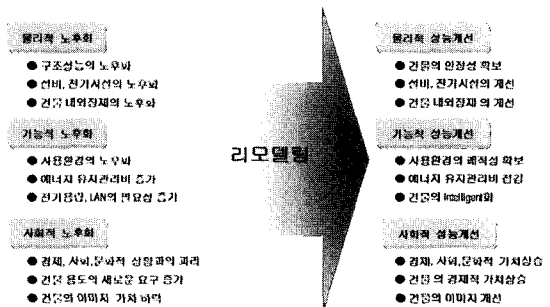 물리적 노후화
● 구조성능의 노후화
● 설비, 전기시설의 노후화
● 건물 내외장재의 노후화
기능적 노후화
● 사용환경의 노후화
● 에너지 유지관리비 증가
● 전기용량, LAN의 필요성 증가
사회적 노후화
● 경제, 사회,문화적 상황과의 괴리
● 건물 용도의 새로운 요구 증가
● 건물의 이미지 가치 하락
리모델링
물리적 성능개선
● 건물의 안정성 확보
● 설비, 전기시설의 개선
● 건물 내외장재 의 개선
기능적 성능개선
● 사용환경의 쾌적성 확보
● 에너지 유지관리비 절감
● 건물의 Intelligent화
사회적 성능개선
● 경제, 사회,문화적 가치상승
● 건물 의 경제적 가치상승
● 건물의 이미지 개선